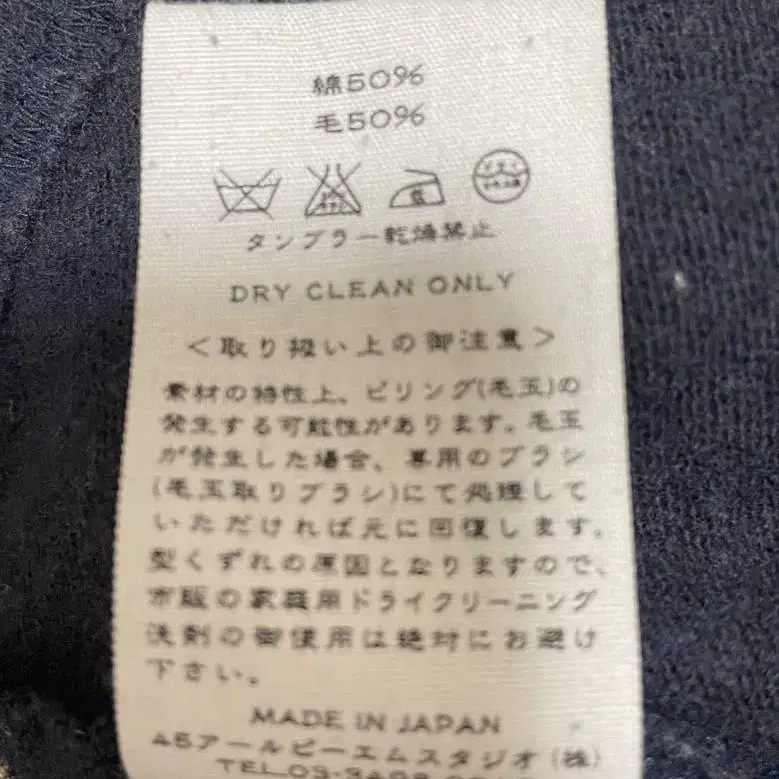 綿50%
毛50%
タンブラー乾燥禁止
DRY CLEAN ONLY
<取り扱い上の御注意>
素材の特性上、ピリング(毛玉)の
発生する可能性があります。毛玉
が発生した場合、専用のブラシ
(毛玉取りブラシ)にて処理して
いただければ元に回復します。
型くずれの原因となりますので、
市販の家庭用ドライクリーニング
洗剤の御使用は絶対にお避け
下さい。
MADE IN JAPAN
45アールピーエムスタジオ(株)
TEL